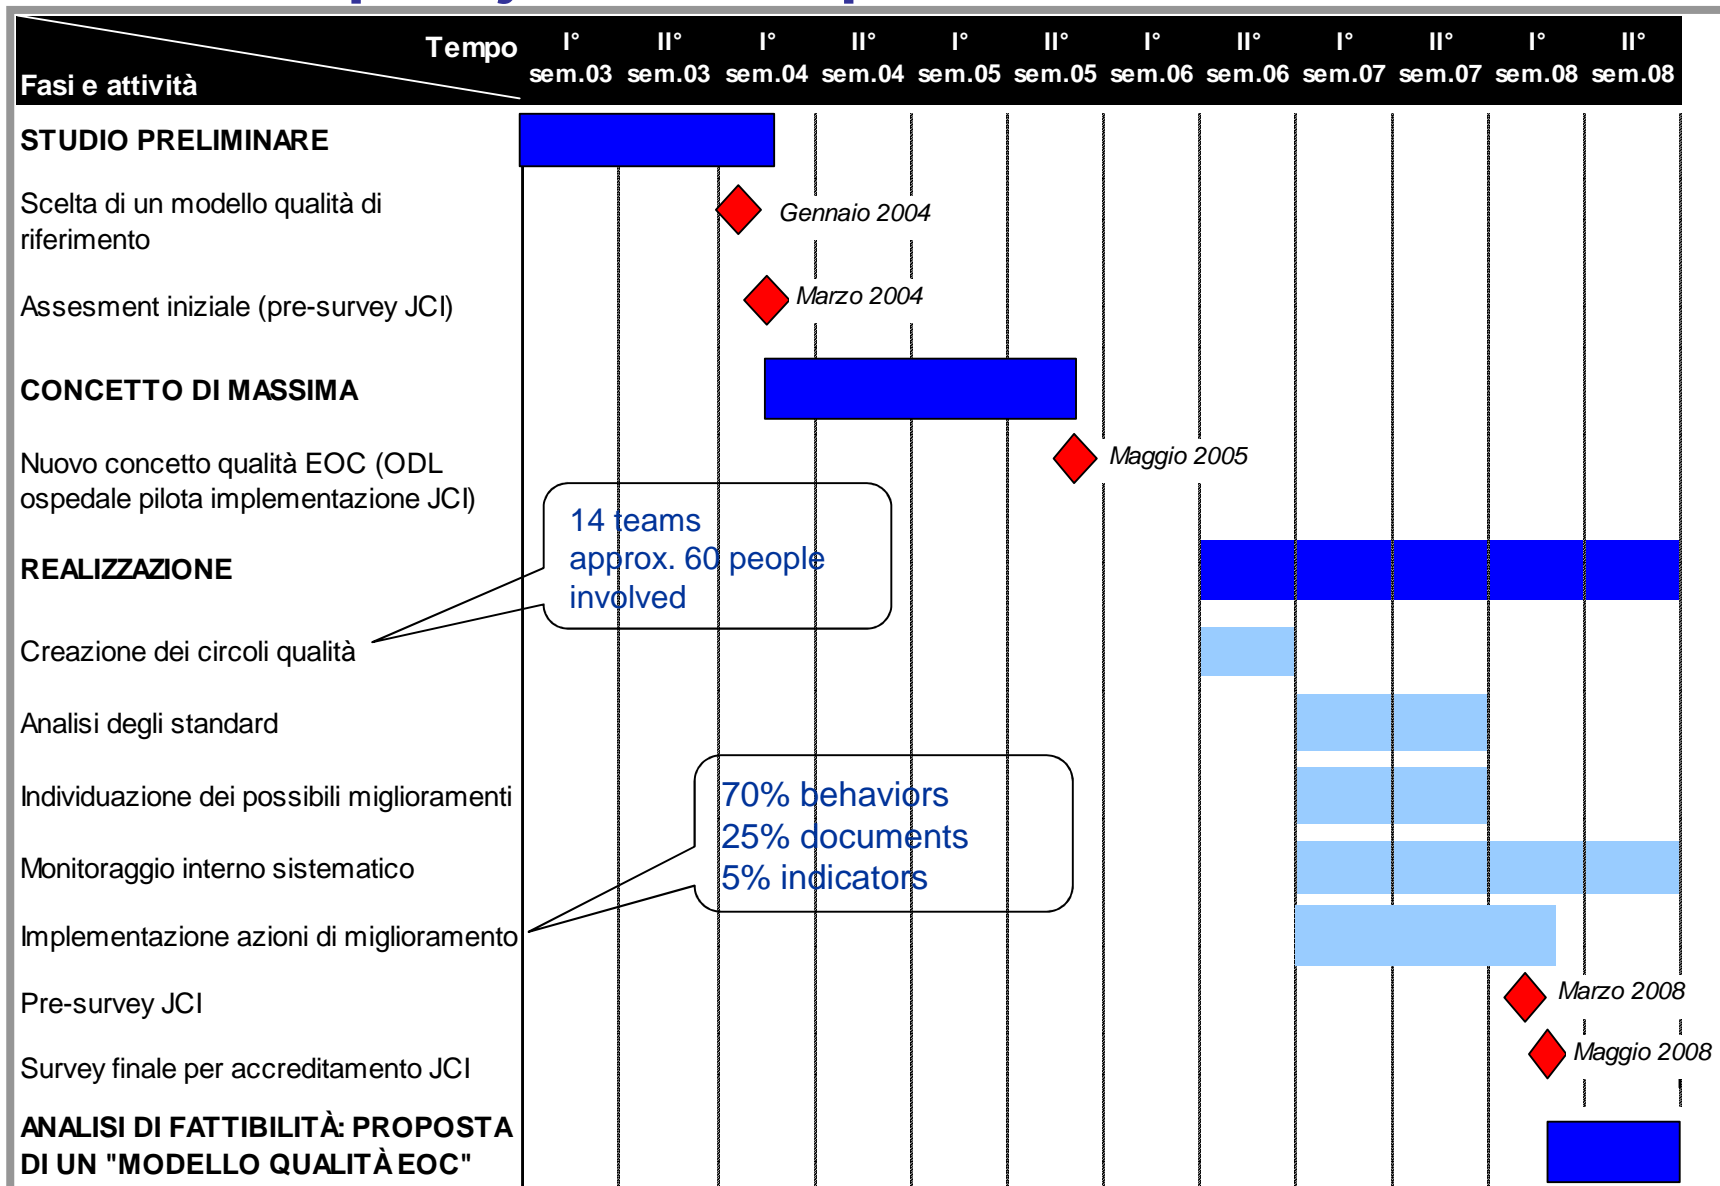 Tempo
I° II° I° II° I° II° I° II° I° II° I° II°
sem.03 sem.03 sem.04 sem.04 sem.05 sem.05 sem.06 sem.06 sem.07 sem.07 sem.08 sem.08
Fasi e attività
STUDIO PRELIMINARE
Scelta di un modello qualità di
riferimento
Gennaio 2004
Assesment iniziale (pre-survey JCI)
Marzo 2004
CONCETTO DI MASSIMA
Nuovo concetto qualità EOC (ODL
ospedale pilota implementazione JCI)
Maggio 2005
14 teams
approx. 60 people
involved
REALIZZAZIONE
Creazione dei circoli qualità
Analisi degli standard
Individuazione dei possibili miglioramenti
70% behaviors
25% documents
5% indicators
Monitoraggio interno sistematico
Implementazione azioni di miglioramento
Pre-survey JCI
Marzo 2008
Survey finale per accreditamento JCI
Maggio 2008
ANALISI DI FATTIBILITÀ: PROPOSTA
DI UN "MODELLO QUALITÀ EOC"